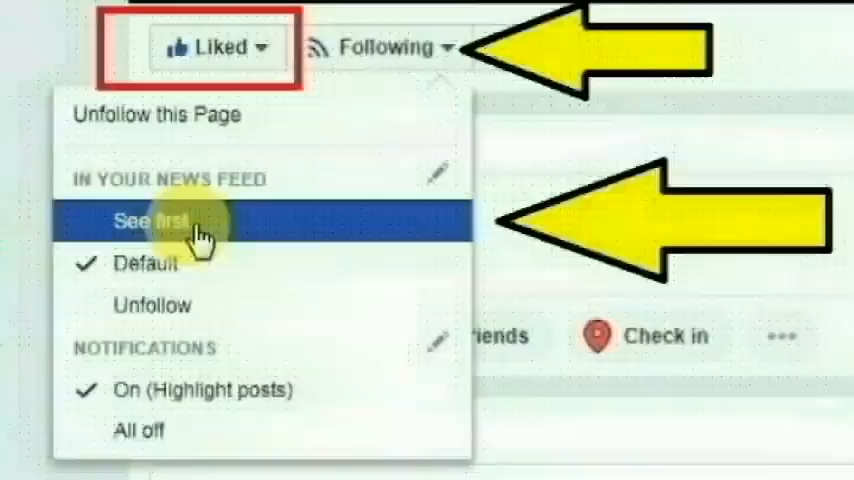 Liked Following
Unfollow this Page
IN YOUR NEWS FEED
See first
Default
Unfollow
riends Check in
NOTIFICATIONS
On (Highlight posts)
All off